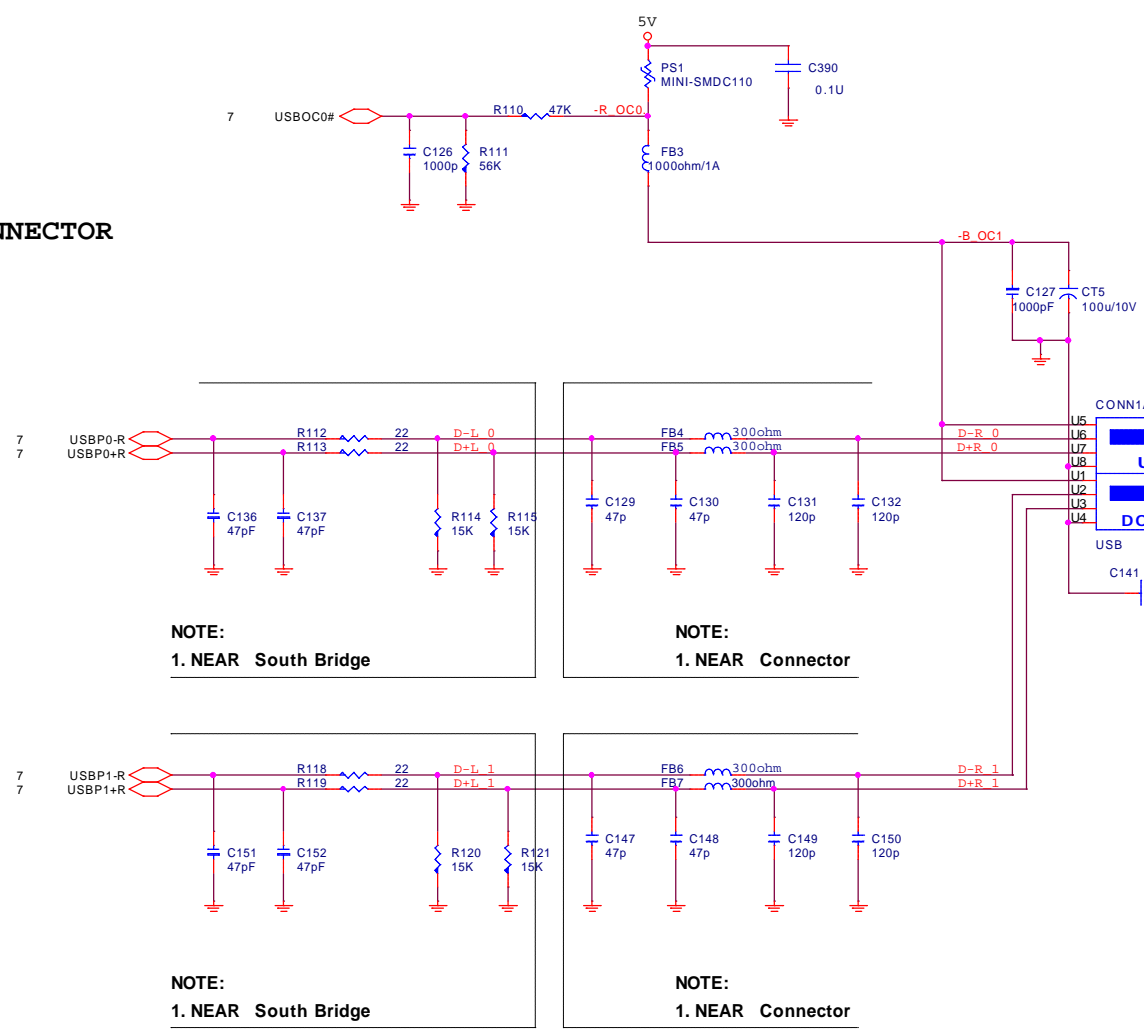 5V
PS1
MINI-SMDC110
C390
0.1U
7 USBOC0# R110 47K -R_OC0
C126
1000p
R111
56K
FB3
1000ohm/1A
NNECTOR
-B_OC1
C127
1000pF
CT5
100u/10V
CONN1
7 USBP0-R R112 22 D-L_0 FB4 300ohm D-R_0
7 USBP0+R R113 22 D+L_0 FB5 300ohm D+R_0
U5
U6
U7
U8
U1
U2
U3
U4
U
DO
USB
C136
47pF
C137
47pF
R114
15K
R115
15K
C129
47p
C130
47p
C131
120p
C132
120p
C141
NOTE:
1. NEAR South Bridge
NOTE:
1. NEAR Connector
7 USBP1-R R118 22 D-L_1 FB6 300ohm D-R_1
7 USBP1+R R119 22 D+L_1 FB7 300ohm D+R_1
C151
47pF
C152
47pF
R120
15K
R121
15K
C147
47p
C148
47p
C149
120p
C150
120p
NOTE:
1. NEAR South Bridge
NOTE:
1. NEAR Connector